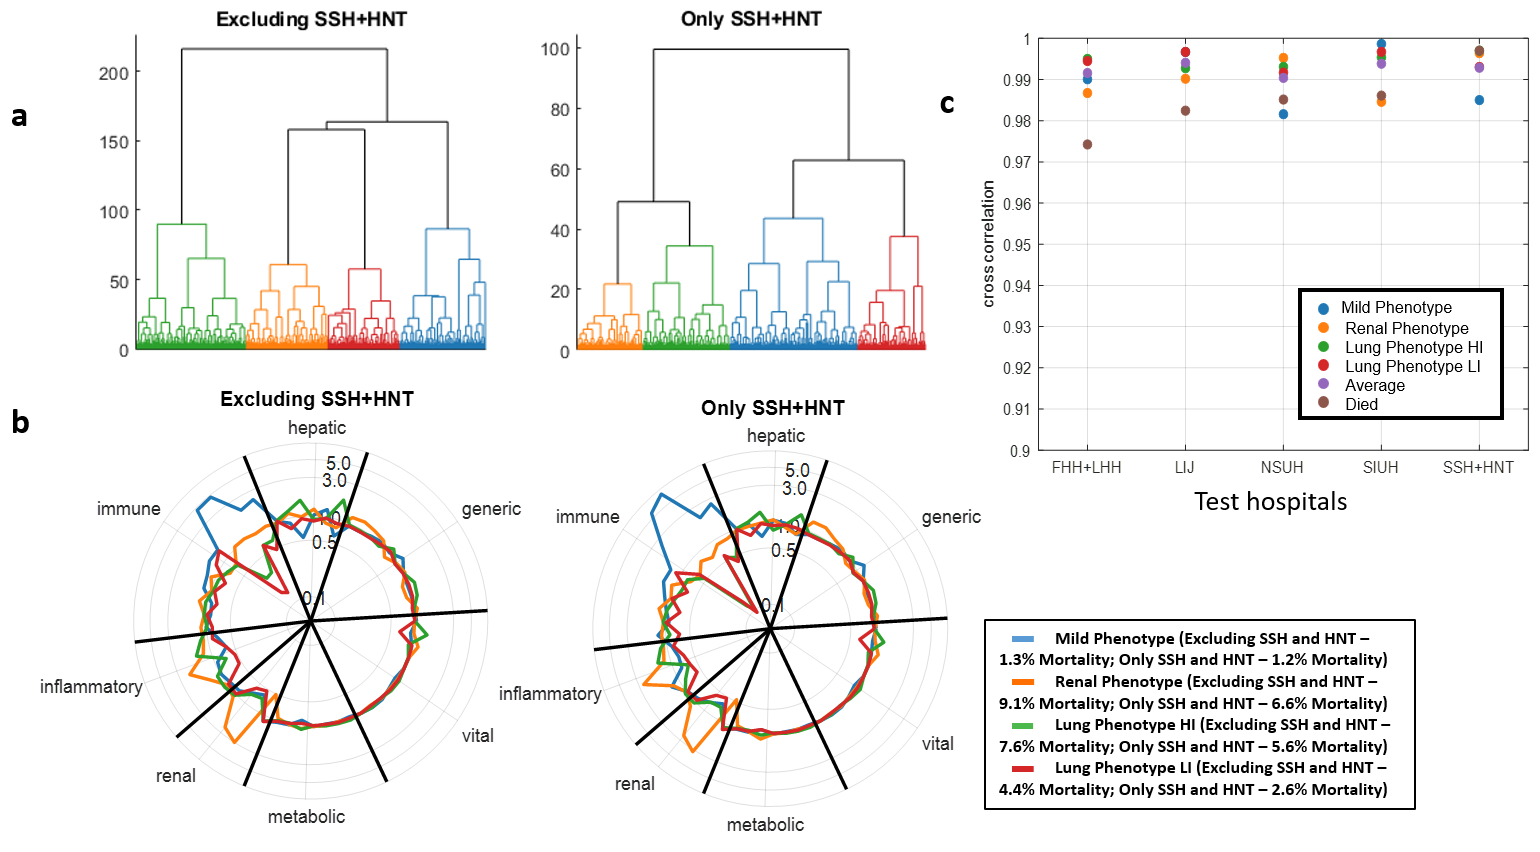 a
Excluding SSH+HNT
200
150
100
50
0
Only SSH+HNT
100
80
60
40
20
0
c
cross correlation
1
0.99
0.98
0.97
0.96
0.95
0.94
0.93
0.92
0.91
0.9
Mild Phenotype
Renal Phenotype
Lung Phenotype HI
Lung Phenotype LI
Average
Died
FHH+LHH
LIJ
NSUH
SIUH
SSH+HNT
Test hospitals
b
Excluding SSH+HNT
hepatic
5.0
3.0
0.5
immune
generic
inflammatory
renal
vital
metabolic
Only SSH+HNT
hepatic
5.0
3.0
1.0
0.5
immune
generic
inflammatory
renal
vital
metabolic
Mild Phenotype (Excluding SSH and HNT –
1.3% Mortality; Only SSH and HNT – 1.2% Mortality)
Renal Phenotype (Excluding SSH and HNT –
9.1% Mortality; Only SSH and HNT – 6.6% Mortality)
Lung Phenotype HI (Excluding SSH and HNT –
7.6% Mortality; Only SSH and HNT – 5.6% Mortality)
Lung Phenotype LI (Excluding SSH and HNT –
4.4% Mortality; Only SSH and HNT – 2.6% Mortality)